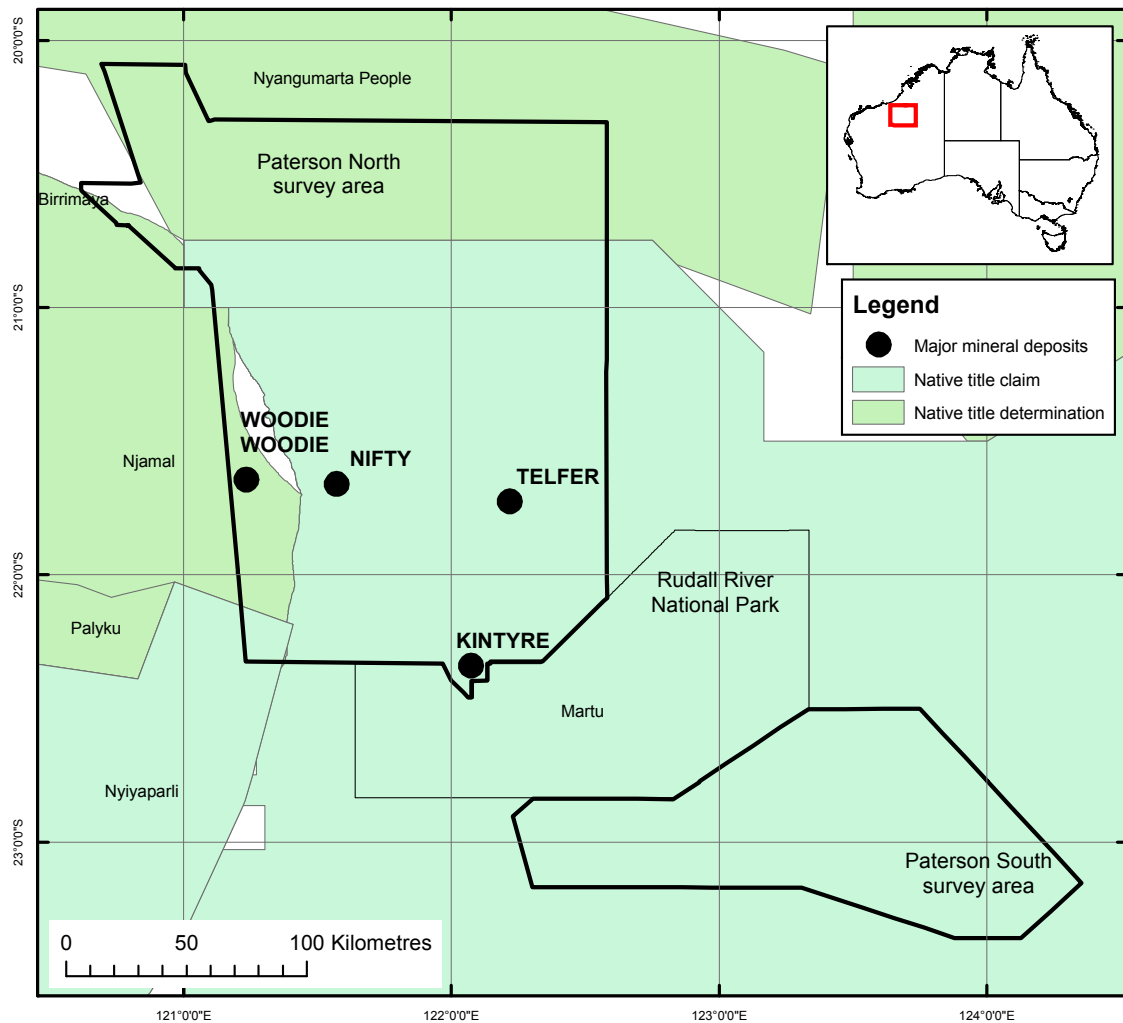 20°0'0"S
21°0'0"S
22°0'0"S
23°0'0"S
Nyangumarta People
Paterson North
survey area
Birrimaya
Legend
Major mineral deposits
Native title claim
Native title determination
WOODIE
WOODIE
NIFTY
Njamal
TELFER
Rudall River
National Park
Palyku
KINTYRE
Martu
Nyiyaparli
Paterson South
survey area
0 50 100 Kilometres
121°0'0"E 122°0'0"E 123°0'0"E 124°0'0"E